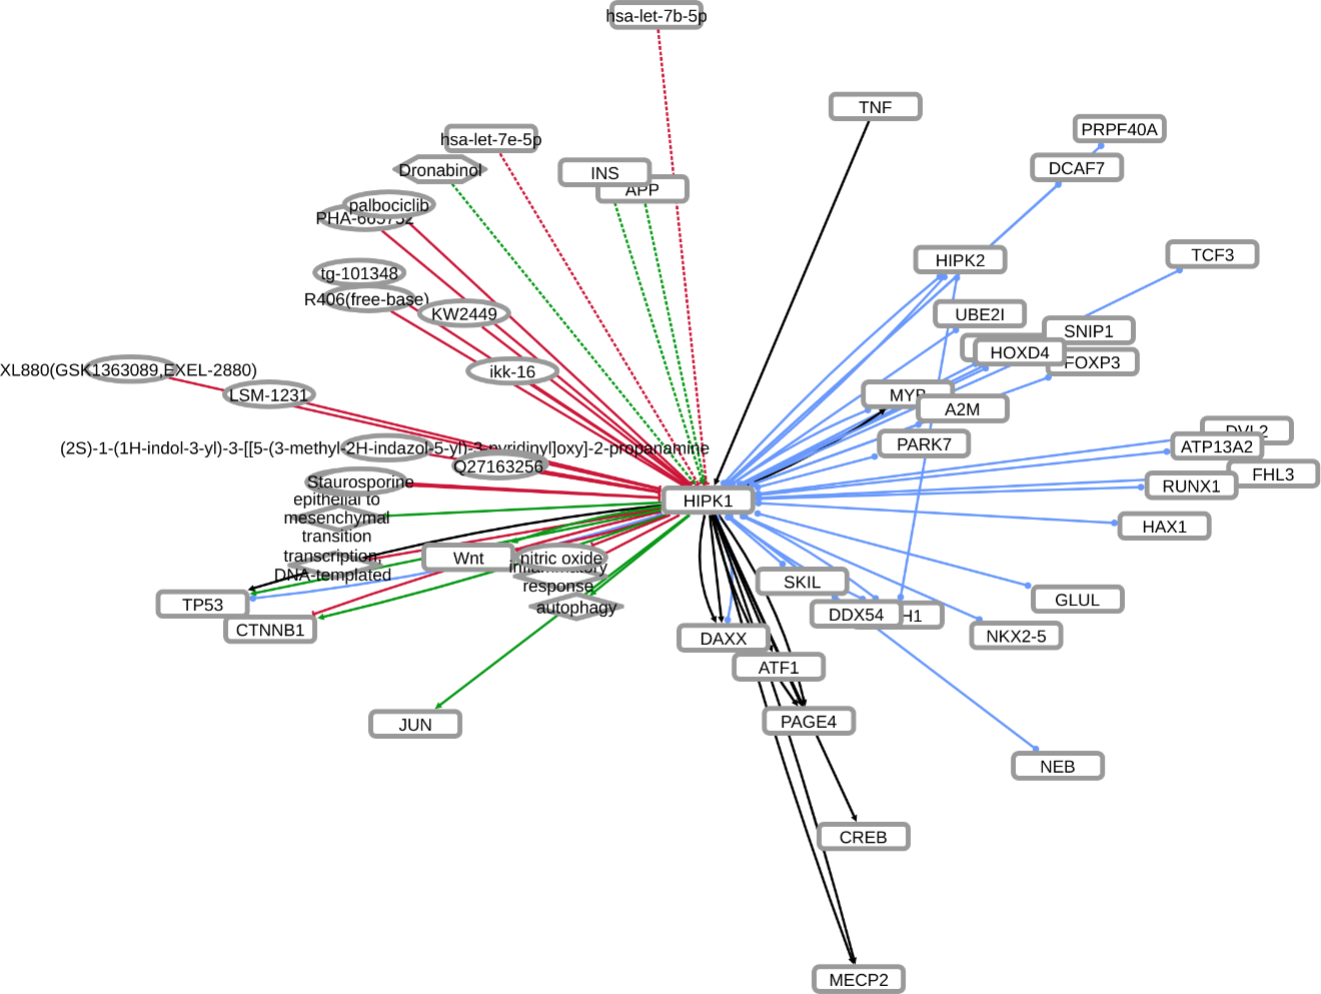 hsa-let-7b-5p
TNF
PRPF40A
hsa-let-7e-5p
DCAF7
Dronabinol
INS
APP
palbociclib
TCF3
HIPK2
tg-101348
R406(free-base)
KW2449
UBE2I
SNIP1
HOXD4
FOXP3
XL880(GSK1363089,EXEL-2880)
ikk-16
LSM-1231
MYB
A2M
DVL2
PARK7
ATP13A2
(2S)-1-(1H-indol-3-yl)-3-[[5-(3-methyl-2H-indazol-5-yl)-3-pyridinyl]oxy]-2-propanamine
Q27163256
FHL3
Staurosporine
RUNX1
HIPK1
epithelial to
mesenchymal
transition
HAX1
transcription,
DNA-templated
Wnt
nitric oxide
inflammatory
response
autophagy
SKIL
GLUL
TP53
DDX54
H1
CTNNB1
DAXX
NKX2-5
ATF1
JUN
PAGE4
NEB
CREB
MECP2